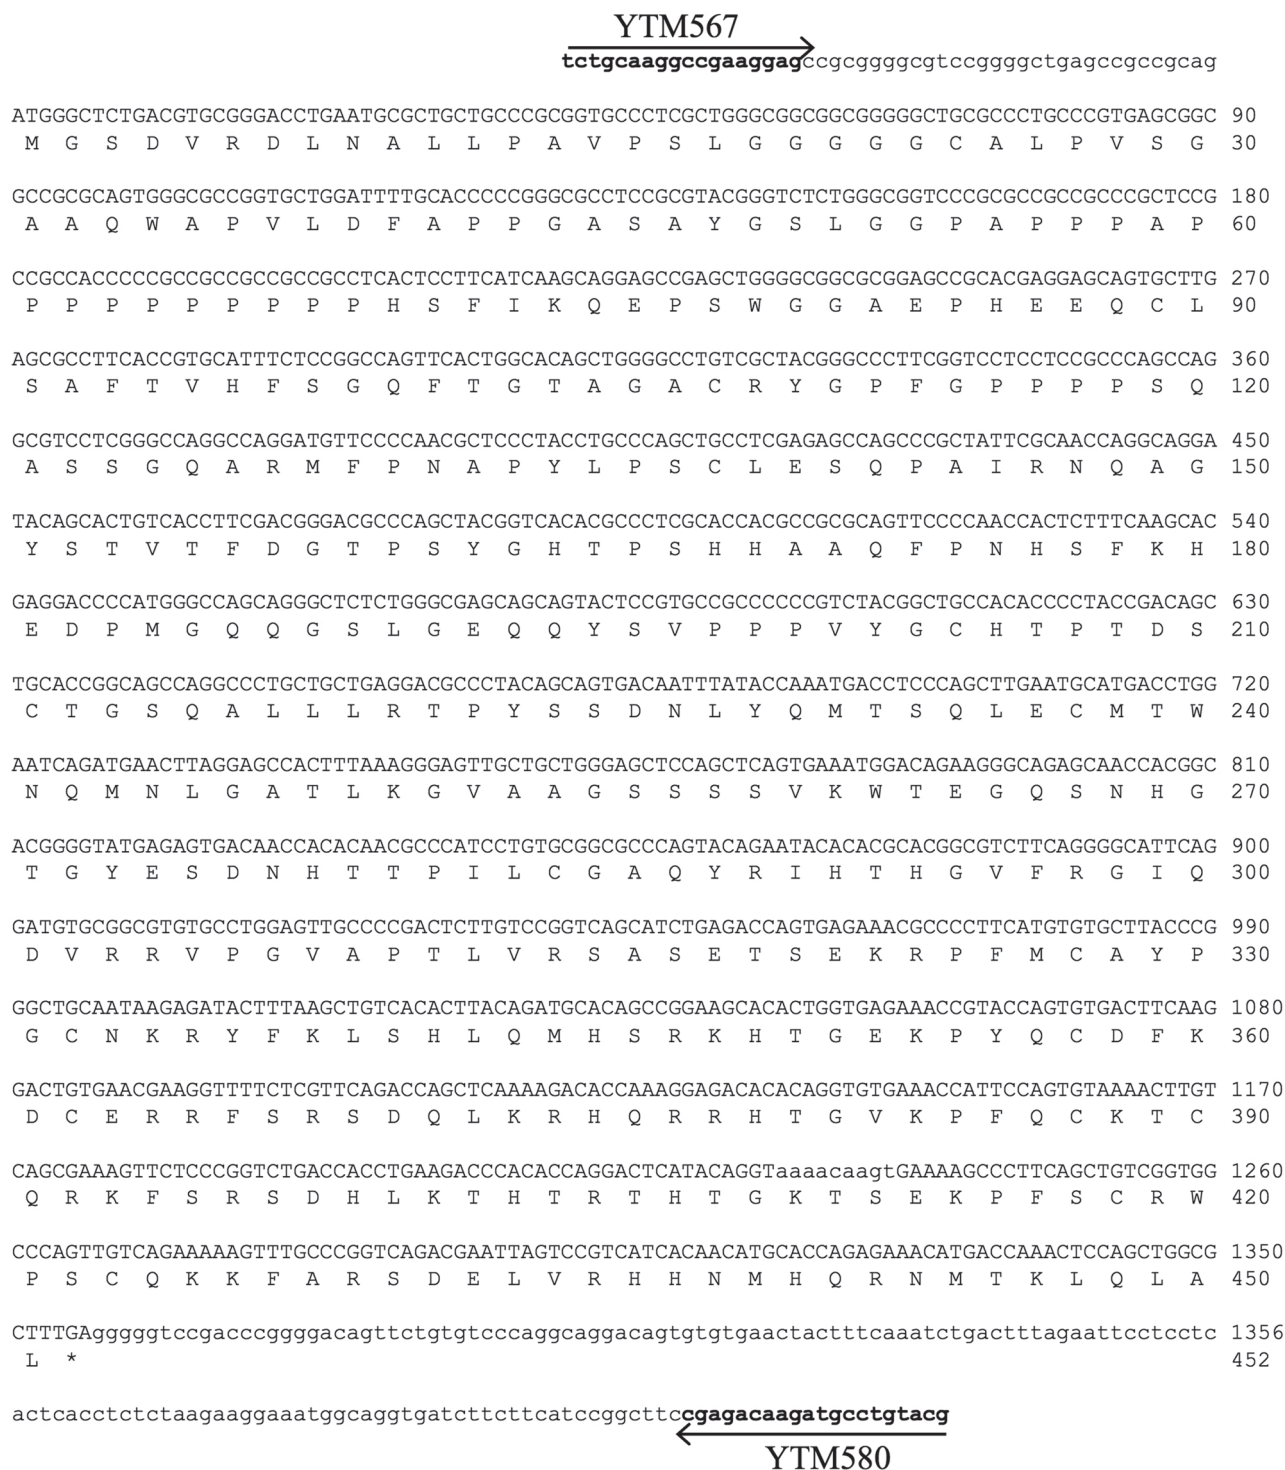 YTM567
tctgcaaggccgaaggagccgcggggcgtccggggctgagccgccgcag
ATGGGCTCTGACGTGCGGGACCTGAATGCGCTGCTGCCCGCGGTGCCCTCGCTGGGCGGCGGCGGGGGCTGCGCCCTGCCCGTGAGCGGC 90
M G S D V R D L N A L L P A V P S L G G G G G C A L P V S G 30
GCCGCGCAGTGGGCGCCGGTGCTGGATTTTGCACCCCCGGGCGCCTCCGCGTACGGGTCTCTGGGCGGTCCCGCGCCGCCGCCCGCTCCG 180
A A Q W A P V L D F A P P G A S A Y G S L G G P A P P P A P 60
CCGCCACCCCCGCCGCCGCCGCCGCCTCACTCCTTCATCAAGCAGGAGCCGAGCTGGGGCGGCGCGGAGCCGCACGAGGAGCAGTGCTTG 270
P P P P P P P P P H S F I K Q E P S W G G A E P H E E Q C L 90
AGCGCCTTCACCGTGCATTTCTCCGGCCAGTTCACTGGCACAGCTGGGGCCTGTCGCTACGGGCCCTTCGGTCCTCCTCCGCCCAGCCAG 360
S A F T V H F S G Q F T G T A G A C R Y G P F G P P P P S Q 120
GCGTCCTCGGGCCAGGCCAGGATGTTCCCCAACGCTCCCTACCTGCCCAGCTGCCTCGAGAGCCAGCCCGCTATTCGCAACCAGGCAGGA 450
A S S G Q A R M F P N A P Y L P S C L E S Q P A I R N Q A G 150
TACAGCACTGTCACCTTCGACGGGACGCCCAGCTACGGTCACACGCCCTCGCACCACGCCGCGCAGTTCCCCAACCACTCTTTCAAGCAC 540
Y S T V T F D G T P S Y G H T P S H H A A Q F P N H S F K H 180
GAGGACCCCATGGGCCAGCAGGGCTCTCTGGGCGAGCAGCAGTACTCCGTGCCGCCCCCCGTCTACGGCTGCCACACCCCTACCGACAGC 630
E D P M G Q Q G S L G E Q Q Y S V P P P V Y G C H T P T D S 210
TGCACCGGCAGCCAGGCCCTGCTGCTGAGGACGCCCTACAGCAGTGACAATTTATACCAAATGACCTCCCAGCTTGAATGCATGACCTGG 720
C T G S Q A L L L R T P Y S S D N L Y Q M T S Q L E C M T W 240
AATCAGATGAACTTAGGAGCCACTTTAAAGGGAGTTGCTGCTGGGAGCTCCAGCTCAGTGAAATGGACAGAAGGGCAGAGCAACCACGGC 810
N Q M N L G A T L K G V A A G S S S S V K W T E G Q S N H G 270
ACGGGGTATGAGAGTGACAACCACACAACGCCCATCCTGTGCGGCGCCCAGTACAGAATACACACGCACGGCGTCTTCAGGGGCATTCAG 900
T G Y E S D N H T T P I L C G A Q Y R I H T H G V F R G I Q 300
GATGTGCGGCGTGTGCCTGGAGTTGCCCCGACTCTTGTCCGGTCAGCATCTGAGACCAGTGAGAAACGCCCCTTCATGTGTGCTTACCCG 990
D V R R V P G V A P T L V R S A S E T S E K R P F M C A Y P 330
GGCTGCAATAAGAGATACTTTAAGCTGTCACACTTACAGATGCACAGCCGGAAGCACACTGGTGAGAAACCGTACCAGTGTGACTTCAAG 1080
G C N K R Y F K L S H L Q M H S R K H T G E K P Y Q C D F K 360
GACTGTGAACGAAGGTTTTCTCGTTCAGACCAGCTCAAAAGACACCAAAGGAGACACACAGGTGTGAAACCATTCCAGTGTAAAACTTGT 1170
D C E R R F S R S D Q L K R H Q R R H T G V K P F Q C K T C 390
CAGCGAAAGTTCTCCCGGTCTGACCACCTGAAGACCCACACCAGGACTCATACAGGTaaaacaagtGAAAAGCCCTTCAGCTGTCGGTGG 1260
Q R K F S R S D H L K T H T R T H T G K T S E K P F S C R W 420
CCCAGTTGTCAGAAAAAGTTTGCCCGGTCAGACGAATTAGTCCGTCATCACAACATGCACCAGAGAAACATGACCAAACTCCAGCTGGCG 1350
P S C Q K K F A R S D E L V R H H N M H Q R N M T K L Q L A 450
CTTTGAgggggtccgacccggggacagttctgtgtcccaggcaggacagtgtgtgaactactttcaaatctgactttagaattcctcctc 1356
L * 452
actcacctctctaagaaggaaatggcaggtgatcttcttcatccggcttccgagacaagatgcctgtacg
YTM580